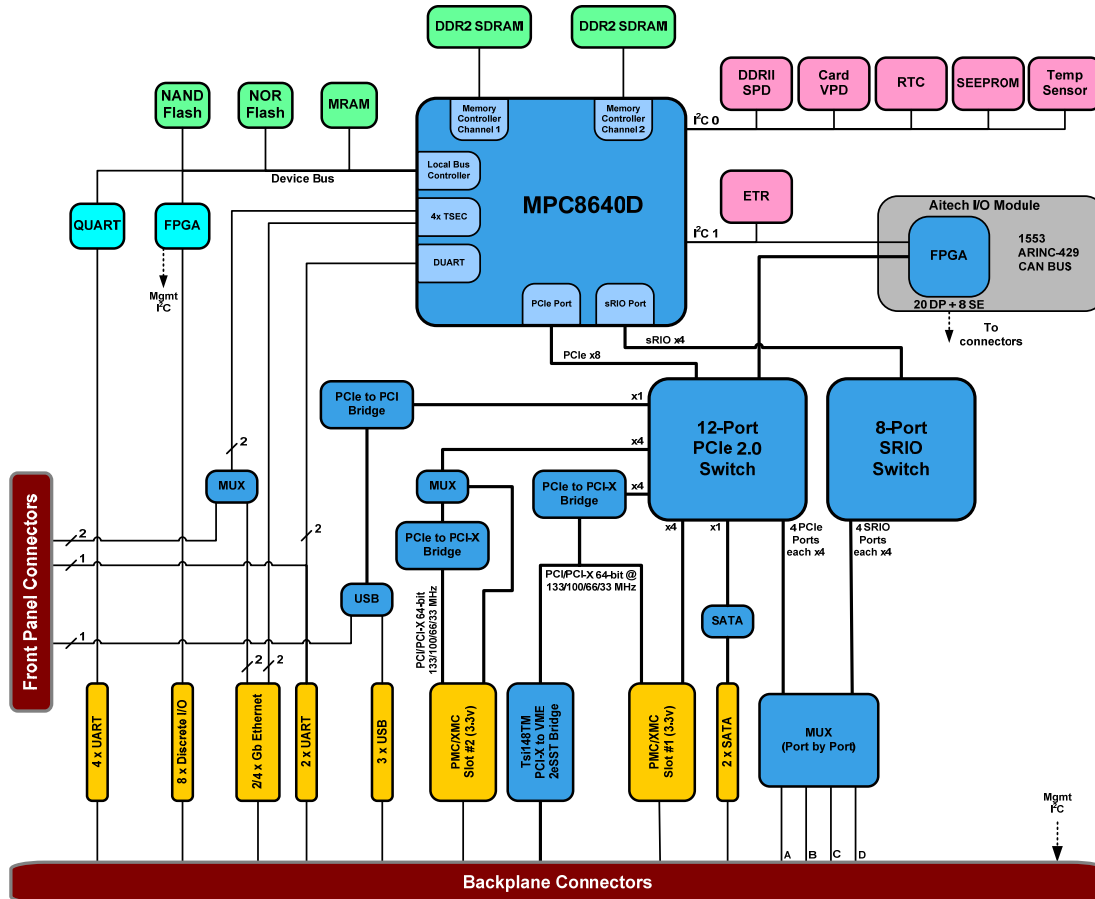 DDR2 SDRAM
DDR2 SDRAM
NAND
Flash
NOR
Flash
MRAM
DDRII
SPD
Card
VPD
RTC
SEEPROM
Temp
Sensor
Memory
Controller
Channel 1
Memory
Controller
Channel 2
I²C 0
Local Bus
Controller
Device Bus
MPC8640D
ETR
QUART
FPGA
4x TSEC
Aitech I/O Module
I²C 1
FPGA
1553
ARINC-429
CAN BUS
DUART
Mgmt
I²C
PCIe Port
sRIO Port
20 DP + 8 SE
To
connectors
PCIe x8
sRIO x4
PCIe to PCI
Bridge
x1
12-Port
PCIe 2.0
Switch
8-Port
SRIO
Switch
2
x4
MUX
MUX
PCIe to PCI-X
Bridge
x4
Front Panel Connectors
2
2
PCIe to PCI-X
Bridge
x4
x1
4 PCIe
Ports
each x4
4 SRIO
Ports
each x4
1
PCI/PCI-X 64-bit
133/100/66/33 MHz
PCI/PCI-X 64-bit @
133/100/66/33 MHz
USB
SATA
1
2
2
4 x UART
8 x Discrete I/O
2/4 x Gb Ethernet
2 x UART
3 x USB
PMC/XMC
Slot #2 (3.3v)
Tsi148TM
PCI-X to VME
2eSST Bridge
PMC/XMC
Slot #1 (3.3v)
2 x SATA
MUX
(Port by Port)
Mgmt
I²C
A
B
C
D
Backplane Connectors